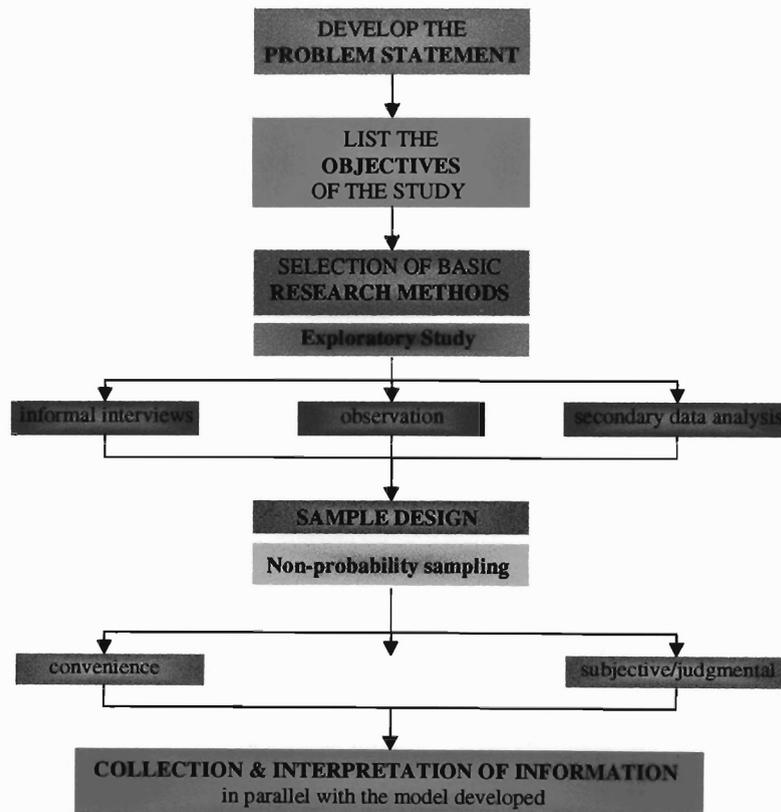 DEVELOP THE
PROBLEM STATEMENT
LIST THE
OBJECTIVES
OF THE STUDY
SELECTION OF BASIC
RESEARCH METHODS
Exploratory Study
informal interviews
observation
secondary data analysis
SAMPLE DESIGN
Non-probability sampling
convenience
subjective/judgmental
COLLECTION & INTERPRETATION OF INFORMATION
in parallel with the model developed